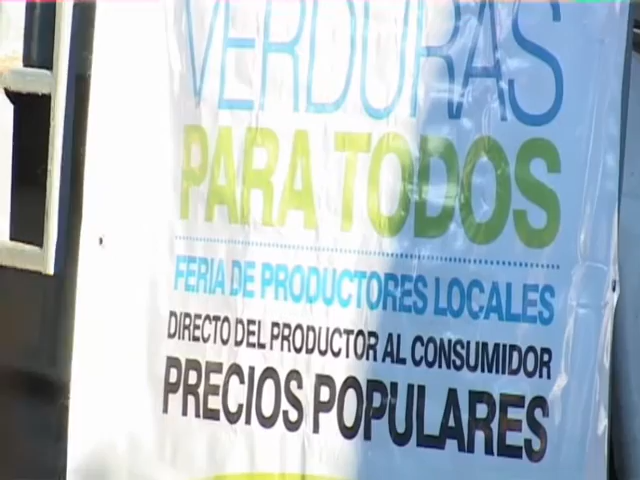 VERDURAS
PARA TODOS
FERIA DE PRODUCTORES LOCALES
DIRECTO DEL PRODUCTOR AL CONSUMIDOR
PRECIOS POPULARES